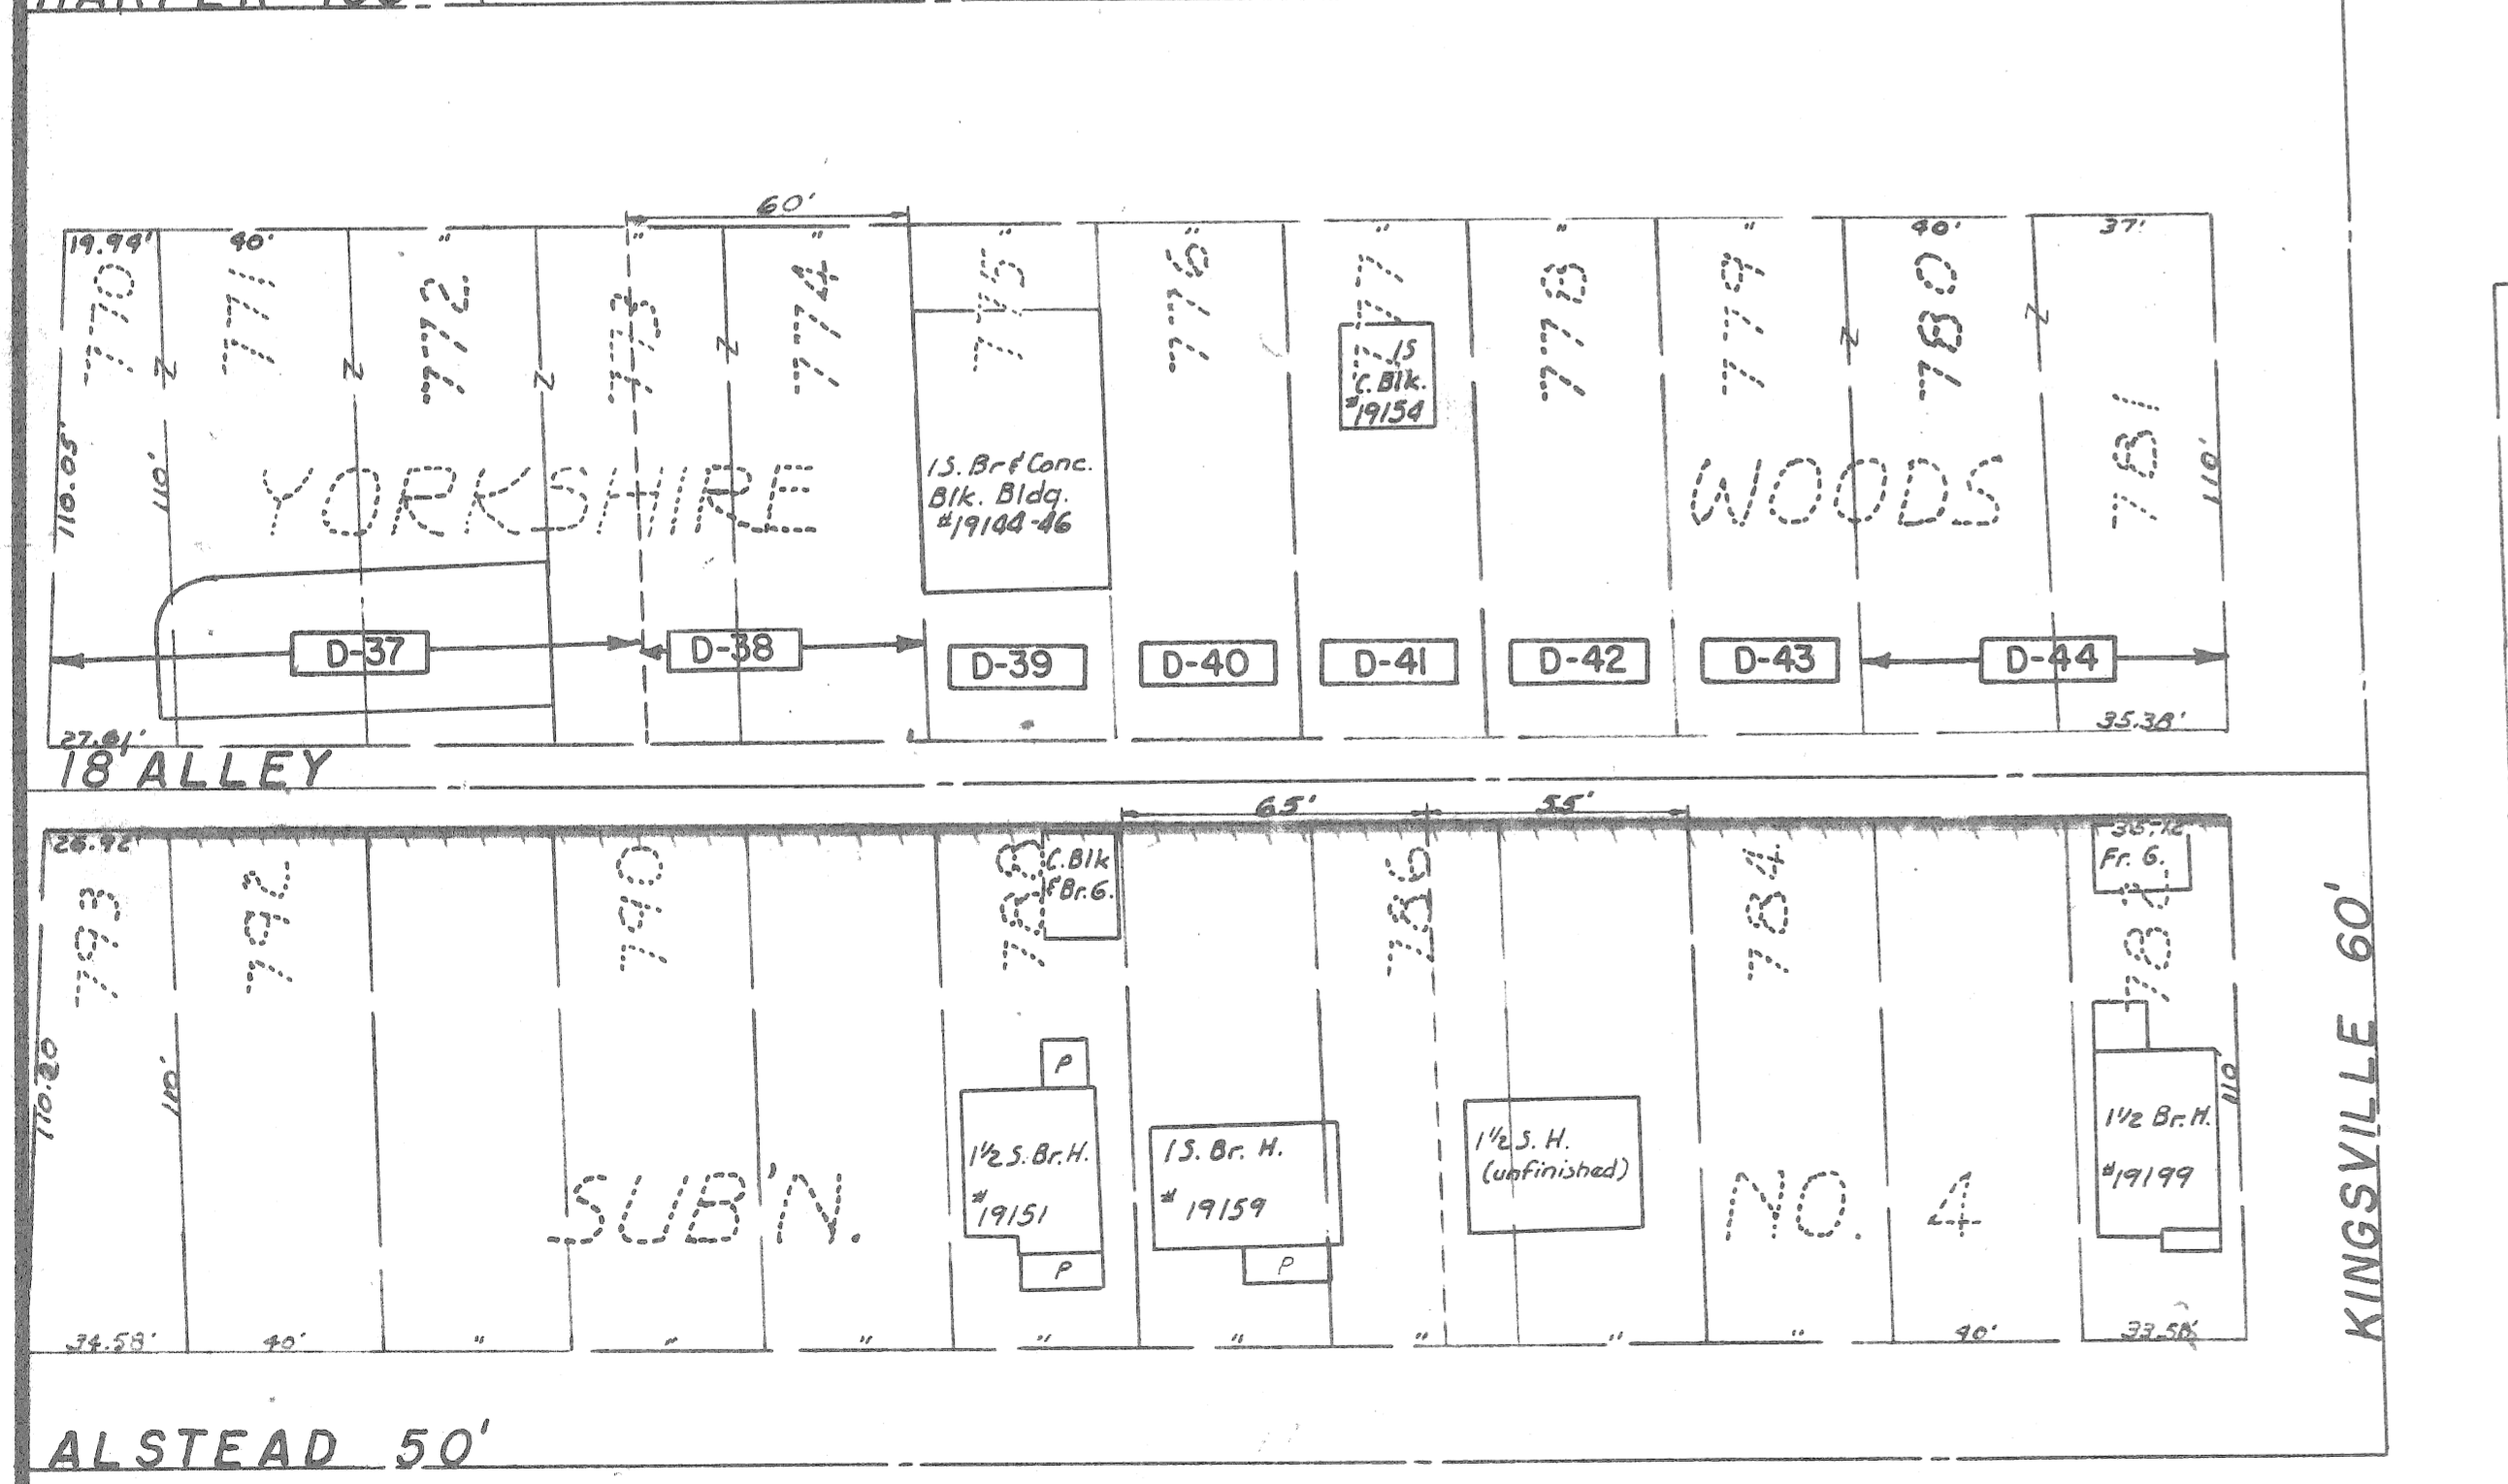 60'
19.99' 40' " " " " " " " " 40' 37'
770 771 772 773 774 775 776 777 778 779 780 781
1S
C. Blk.
#19154
110.05' 110' 110'
YORKSHIRE WOODS
1S. Br & Conc.
Blk. Bldg.
#19144-46
D-37 D-38 D-39 D-40 D-41 D-42 D-43 D-44
35.38'
18' ALLEY
65' 55'
793 792 790 788 786 784 782
C. Blk
& Br. G.
Fr. G.
110.20 110' 110
P
1½ S. Br. H.
#19151
P
1S. Br. H.
#19159
P
1½ S. H.
(unfinished)
1½ Br. H.
#19199
SUB'N. NO. 4
34.58' 40' " " " " " " " " 40' 33.58'
KINGSVILLE 60'
ALSTEAD 50'